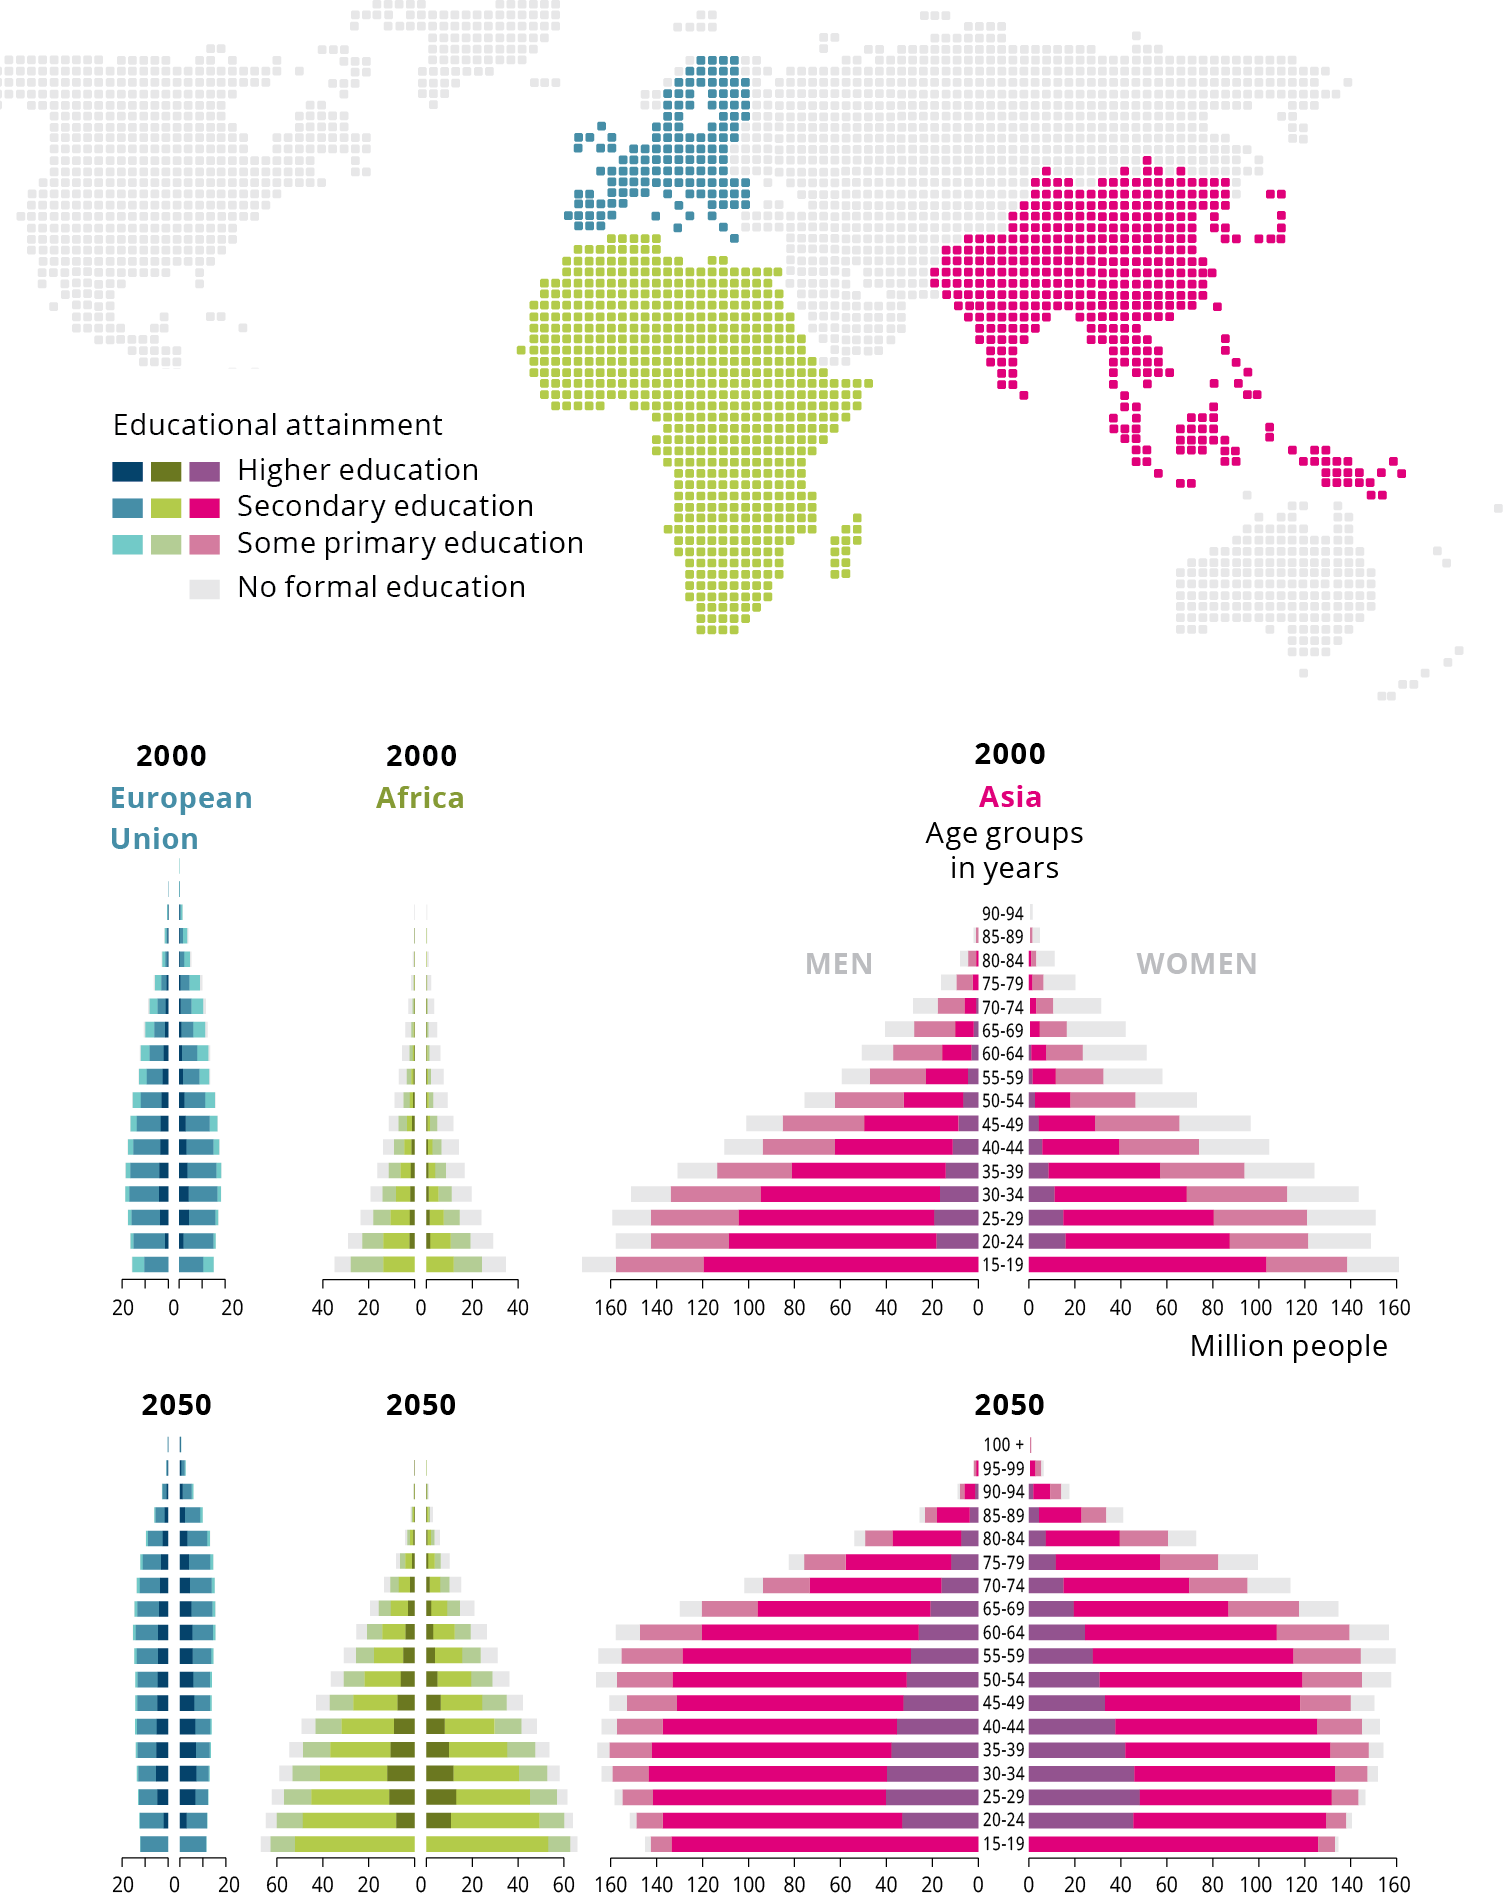 Educational attainment
Higher education
Secondary education
Some primary education
No formal education
2000
European
Union
2000
Africa
2000
Asia
Age groups
in years
MEN
WOMEN
90-94
85-89
80-84
75-79
70-74
65-69
60-64
55-59
50-54
45-49
40-44
35-39
30-34
25-29
20-24
15-19
20 0 20
40 20 0 20 40
160 140 120 100 80 60 40 20 0 0 20 40 60 80 100 120 140 160
Million people
2050
2050
2050
100 +
95-99
90-94
85-89
80-84
75-79
70-74
65-69
60-64
55-59
50-54
45-49
40-44
35-39
30-34
25-29
20-24
15-19
20 0 20
60 40 20 0 20 40 60
160 140 120 100 80 60 40 20 0 0 20 40 60 80 100 120 140 160